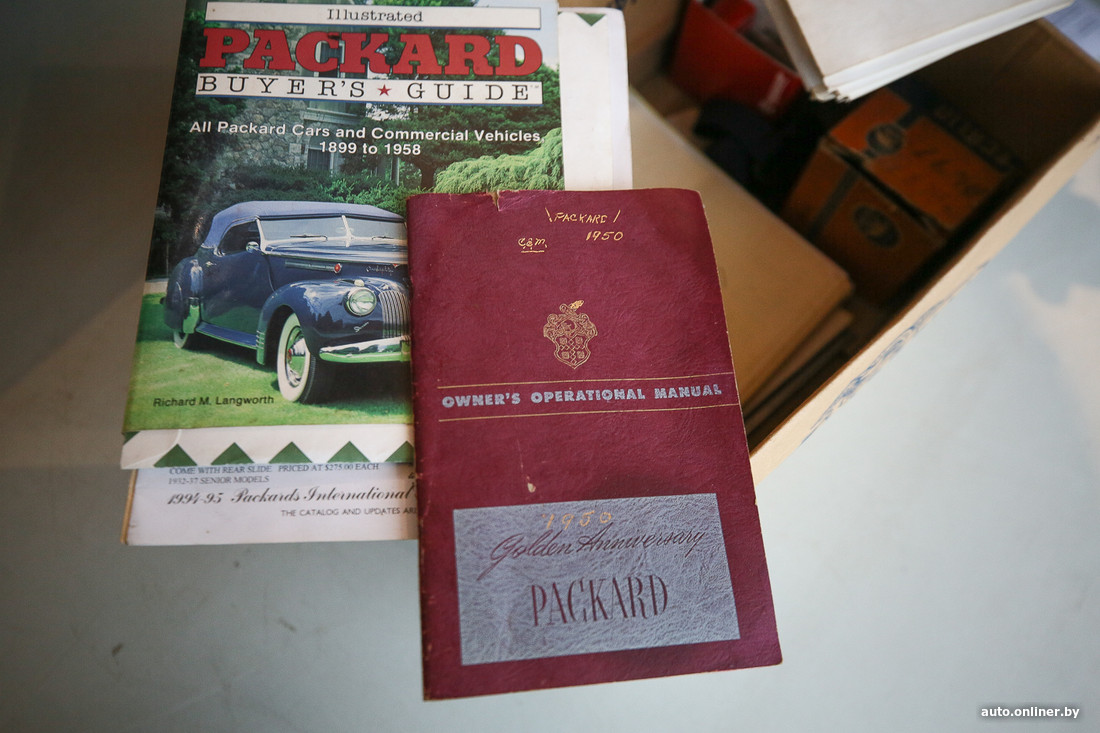 Illustrated
PACKARD
BUYER'S ★ GUIDE™
All Packard Cars and Commercial Vehicles
1899 to 1958
Richard M. Langworth
COME WITH REAR SLIDE PRICED AT $275.00 EACH
1932-37 SENIOR MODELS
1994-95 Packards International
THE CATALOG AND UPDATES ARE
PACKARD
1950
OWNER'S OPERATIONAL MANUAL
1950
Golden Anniversary
PACKARD
auto.onliner.by